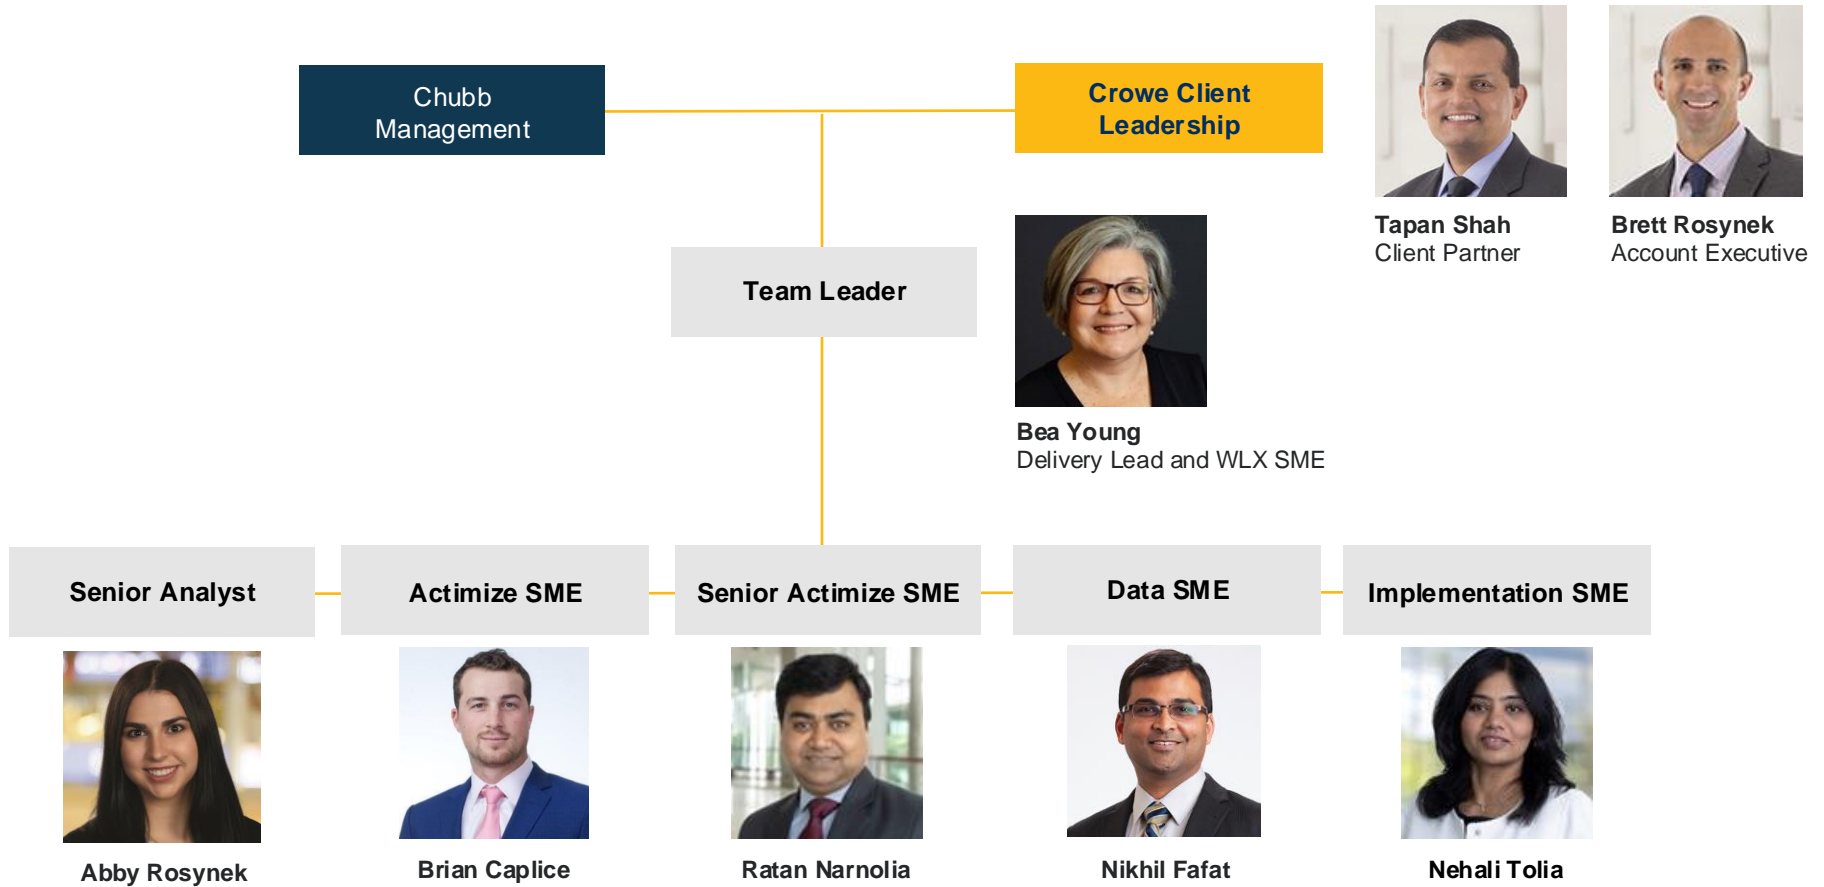 Chubb
Management
Crowe Client
Leadership
Tapan Shah
Client Partner
Brett Rosynek
Account Executive
Team Leader
Bea Young
Delivery Lead and WLX SME
Senior Analyst
Actimize SME
Senior Actimize SME
Data SME
Implementation SME
Abby Rosynek
Brian Caplice
Ratan Narnolia
Nikhil Fafat
Nehali Tolia